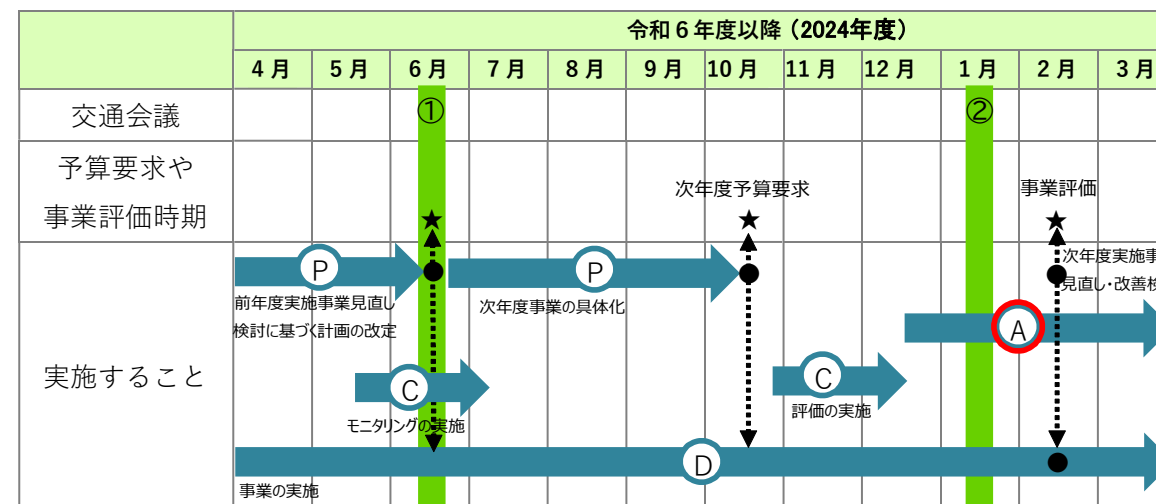 令和６年度以降（2024年度）
4月 5月 6月 7月 8月 9月 10月 11月 12月 1月 2月 3月
交通会議
① ②
予算要求や
事業評価時期
次年度予算要求 事業評価
★ ★ ★
実施すること
P P
前年度実施事業見直し
検討に基づく計画の改定
次年度事業の具体化
次年度実施事
見直し・改善検
A
C C
モニタリングの実施
評価の実施
D
事業の実施